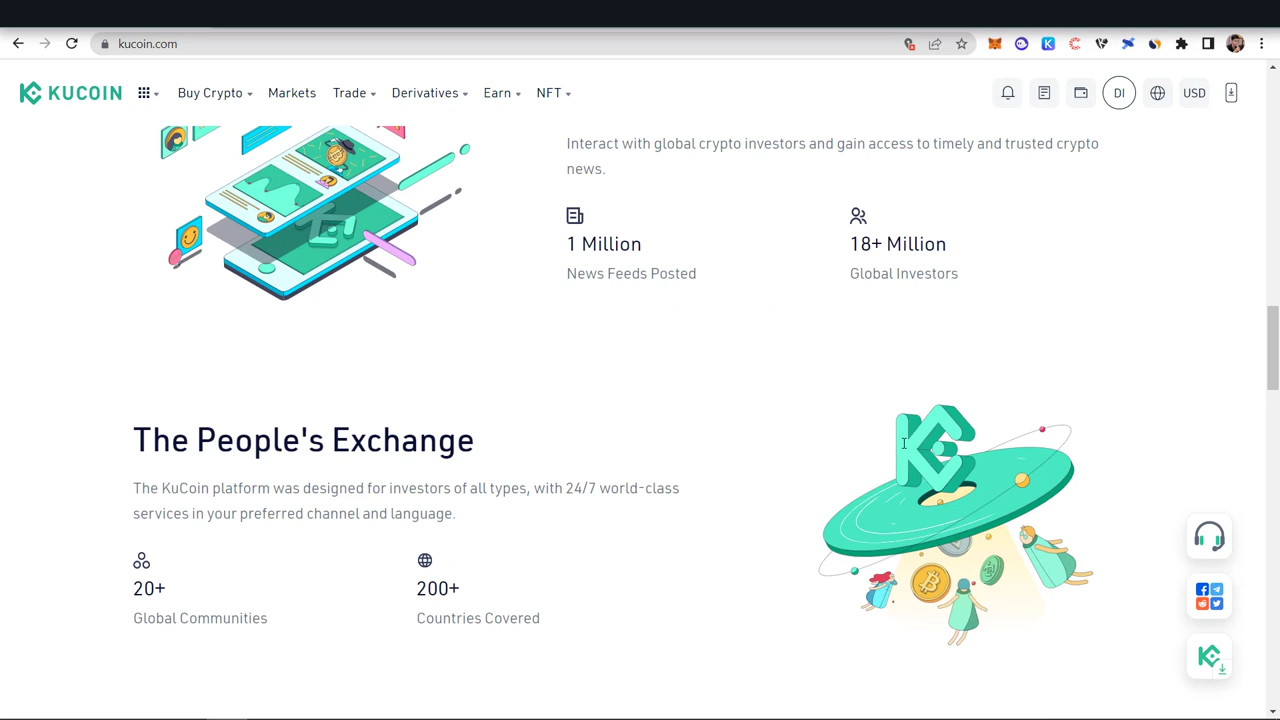 kucoin.com
KUCOIN
Buy Crypto
Markets
Trade
Derivatives
Earn
NFT
DI
USD
Interact with global crypto investors and gain access to timely and trusted crypto
news.
1 Million
18+ Million
News Feeds Posted
Global Investors
The People's Exchange
The KuCoin platform was designed for investors of all types, with 24/7 world-class
services in your preferred channel and language.
20+
200+
Global Communities
Countries Covered